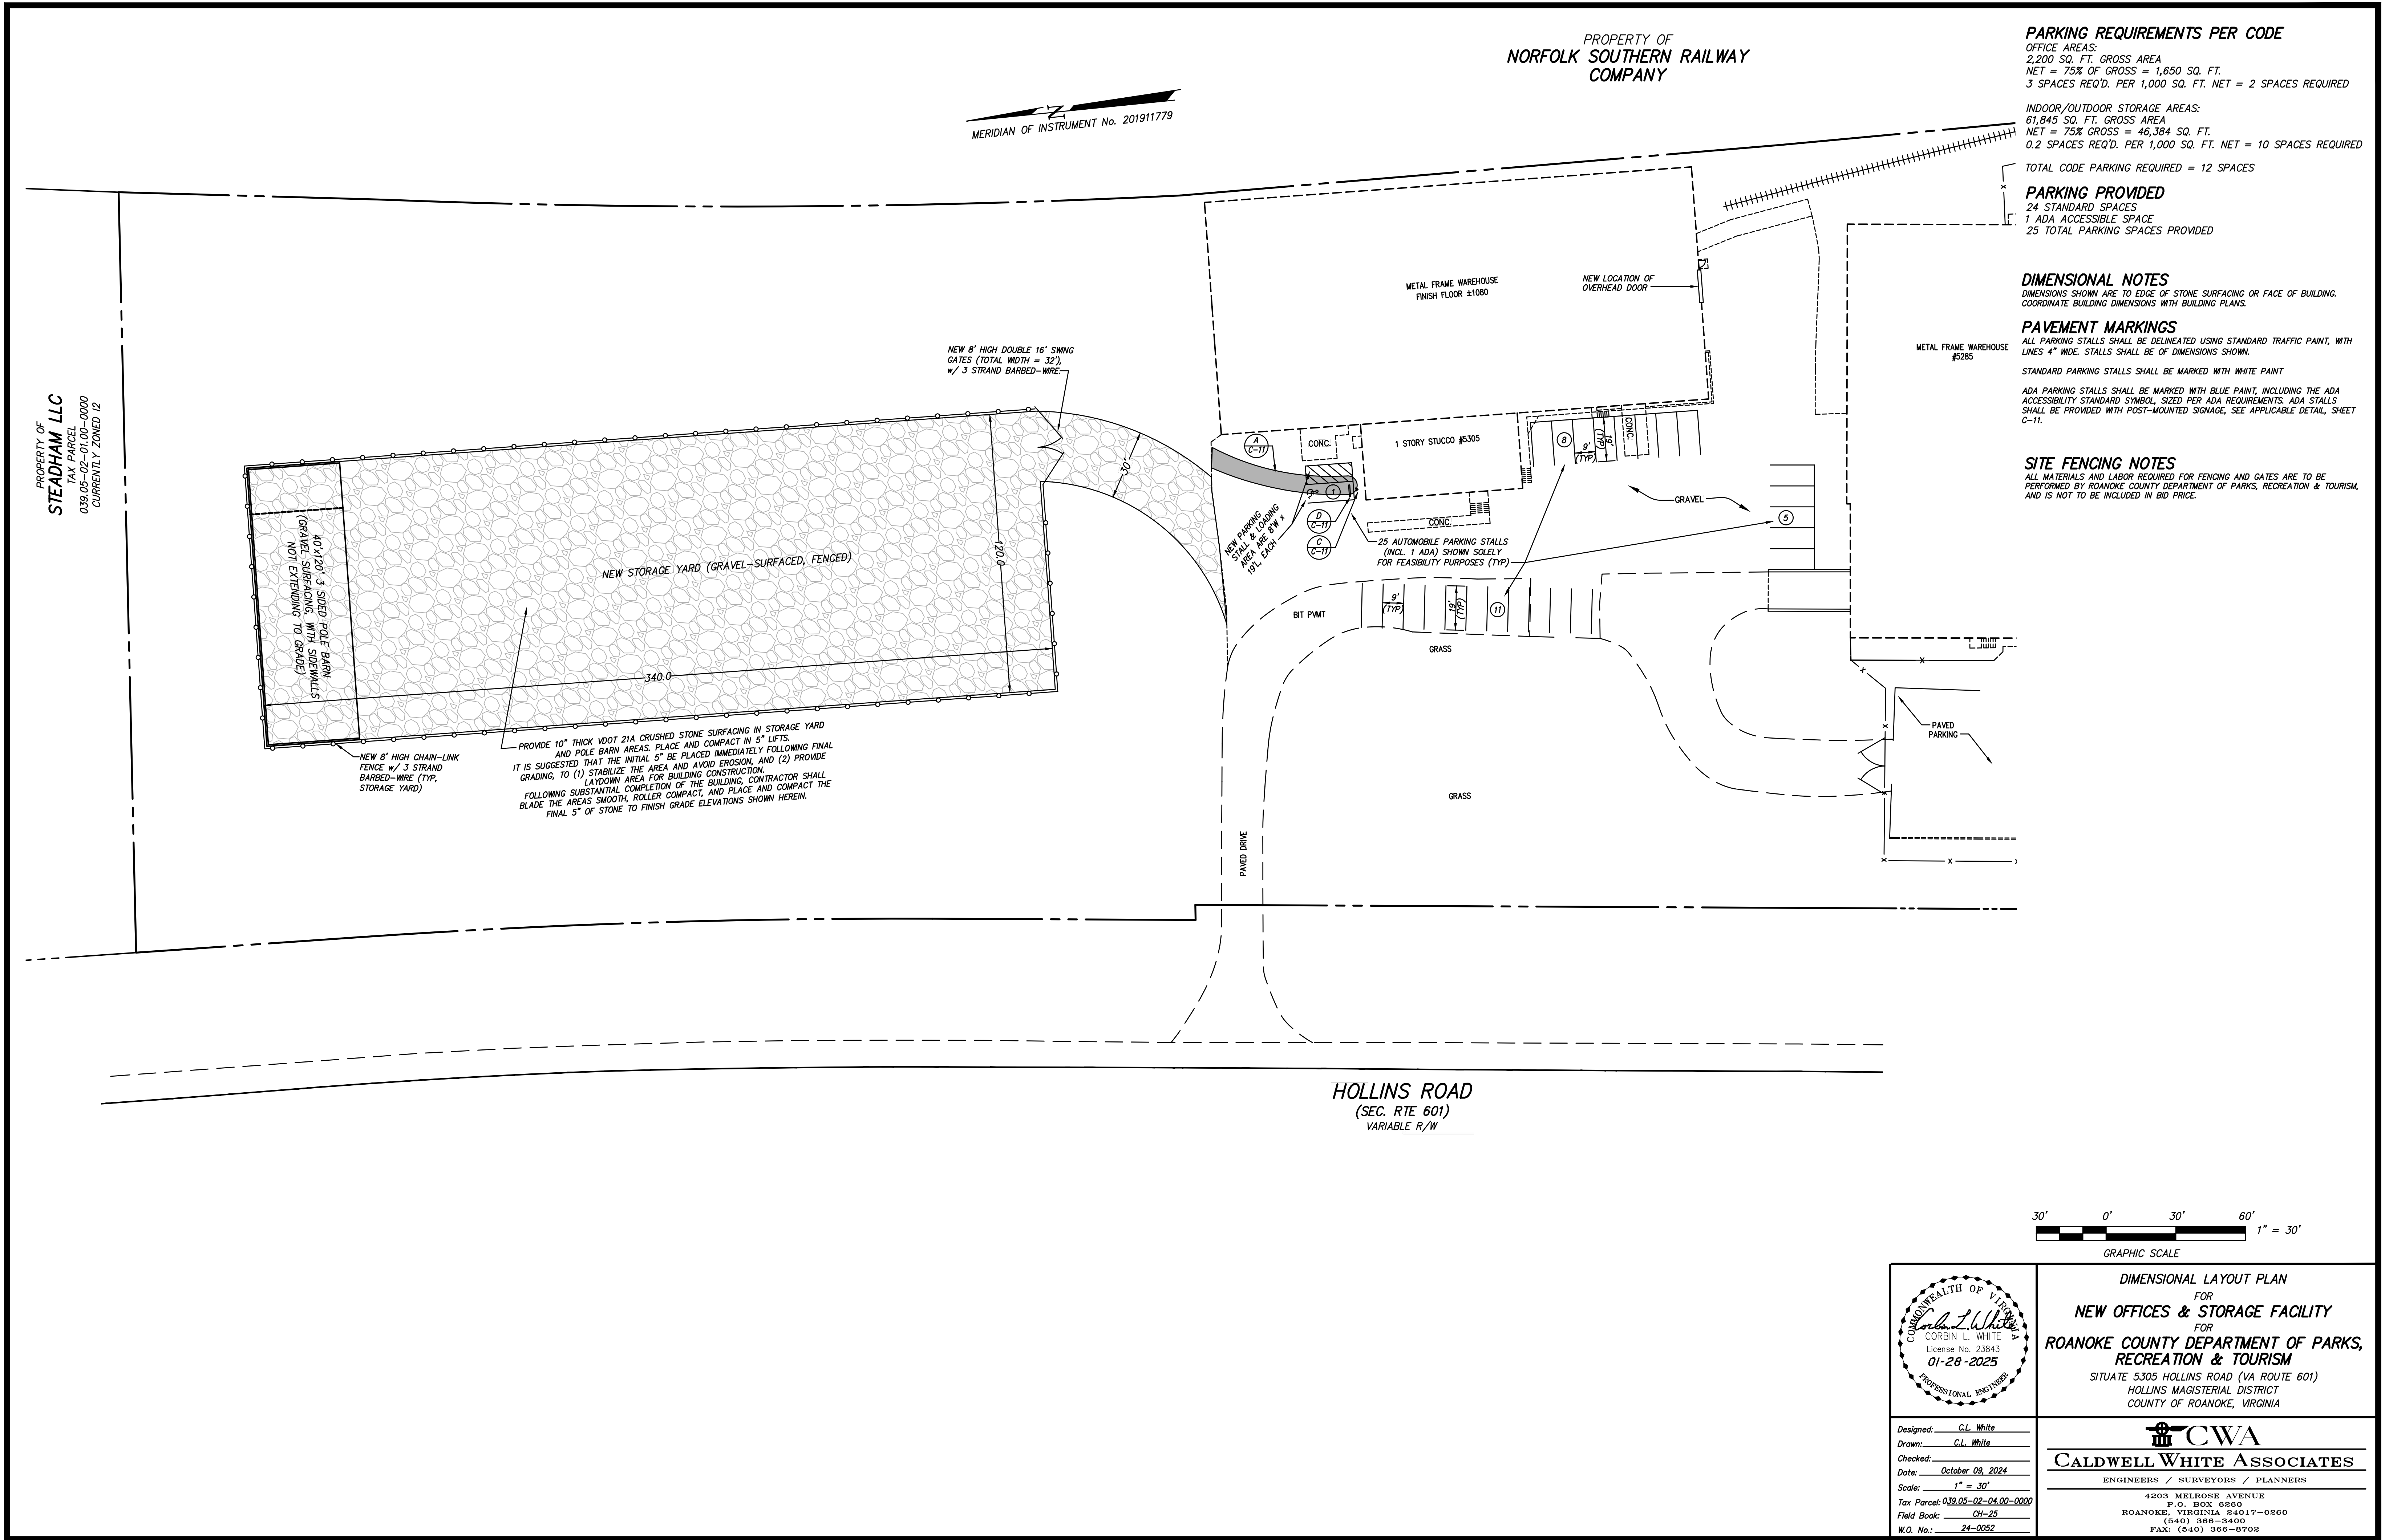 PROPERTY OF
NORFOLK SOUTHERN RAILWAY
COMPANY
N
MERIDIAN OF INSTRUMENT No. 201911779
PROPERTY OF
STEADHAM LLC
TAX PARCEL
039.05-02-01.00-0000
CURRENTLY ZONED I2
NEW 8' HIGH DOUBLE 16' SWING
GATES (TOTAL WIDTH = 32'),
w/ 3 STRAND BARBED-WIRE.
METAL FRAME WAREHOUSE
FINISH FLOOR ±1080
NEW LOCATION OF
OVERHEAD DOOR
METAL FRAME WAREHOUSE
#5285
40'x120' 3 SIDED POLE BARN
(GRAVEL SURFACING, WITH SIDEWALLS
NOT EXTENDING TO GRADE)
NEW STORAGE YARD (GRAVEL-SURFACED, FENCED)
120.0
340.0
30'
A
C-11
CONC.
1 STORY STUCCO #5305
8
9'
(TYP)
19'
(TYP)
CONC.
GRAVEL
5
1
NEW PARKING
STALL & LOADING
AREA ARE 8'W x
19'L EACH
D
C-11
C
C-11
CONC.
25 AUTOMOBILE PARKING STALLS
(INCL. 1 ADA) SHOWN SOLELY
FOR FEASIBILITY PURPOSES (TYP)
BIT PVMT
9'
(TYP)
19'
(TYP)
11
GRASS
GRASS
PAVED DRIVE
PAVED
PARKING
NEW 8' HIGH CHAIN-LINK
FENCE w/ 3 STRAND
BARBED-WIRE (TYP,
STORAGE YARD)
PROVIDE 10" THICK VDOT 21A CRUSHED STONE SURFACING IN STORAGE YARD
AND POLE BARN AREAS. PLACE AND COMPACT IN 5" LIFTS.
IT IS SUGGESTED THAT THE INITIAL 5" BE PLACED IMMEDIATELY FOLLOWING FINAL
GRADING, TO (1) STABILIZE THE AREA AND AVOID EROSION, AND (2) PROVIDE
LAYDOWN AREA FOR BUILDING CONSTRUCTION.
FOLLOWING SUBSTANTIAL COMPLETION OF THE BUILDING, CONTRACTOR SHALL
BLADE THE AREAS SMOOTH, ROLLER COMPACT, AND PLACE AND COMPACT THE
FINAL 5" OF STONE TO FINISH GRADE ELEVATIONS SHOWN HEREIN.
HOLLINS ROAD
(SEC. RTE 601)
VARIABLE R/W
PARKING REQUIREMENTS PER CODE
OFFICE AREAS:
2,200 SQ. FT. GROSS AREA
NET = 75% OF GROSS = 1,650 SQ. FT.
3 SPACES REQ'D. PER 1,000 SQ. FT. NET = 2 SPACES REQUIRED
INDOOR/OUTDOOR STORAGE AREAS:
61,845 SQ. FT. GROSS AREA
NET = 75% GROSS = 46,384 SQ. FT.
0.2 SPACES REQ'D. PER 1,000 SQ. FT. NET = 10 SPACES REQUIRED
TOTAL CODE PARKING REQUIRED = 12 SPACES
PARKING PROVIDED
24 STANDARD SPACES
1 ADA ACCESSIBLE SPACE
25 TOTAL PARKING SPACES PROVIDED
DIMENSIONAL NOTES
DIMENSIONS SHOWN ARE TO EDGE OF STONE SURFACING OR FACE OF BUILDING.
COORDINATE BUILDING DIMENSIONS WITH BUILDING PLANS.
PAVEMENT MARKINGS
ALL PARKING STALLS SHALL BE DELINEATED USING STANDARD TRAFFIC PAINT, WITH
LINES 4" WIDE. STALLS SHALL BE OF DIMENSIONS SHOWN.
STANDARD PARKING STALLS SHALL BE MARKED WITH WHITE PAINT
ADA PARKING STALLS SHALL BE MARKED WITH BLUE PAINT, INCLUDING THE ADA
ACCESSIBILITY STANDARD SYMBOL, SIZED PER ADA REQUIREMENTS. ADA STALLS
SHALL BE PROVIDED WITH POST-MOUNTED SIGNAGE, SEE APPLICABLE DETAIL, SHEET
C-11.
SITE FENCING NOTES
ALL MATERIALS AND LABOR REQUIRED FOR FENCING AND GATES ARE TO BE
PERFORMED BY ROANOKE COUNTY DEPARTMENT OF PARKS, RECREATION & TOURISM,
AND IS NOT TO BE INCLUDED IN BID PRICE.
30' 0' 30' 60'
1" = 30'
GRAPHIC SCALE
COMMONWEALTH OF VIRGINIA
Corbin L. White
CORBIN L. WHITE
License No. 23843
01-28-2025
PROFESSIONAL ENGINEER
DIMENSIONAL LAYOUT PLAN
FOR
NEW OFFICES & STORAGE FACILITY
FOR
ROANOKE COUNTY DEPARTMENT OF PARKS,
RECREATION & TOURISM
SITUATE 5305 HOLLINS ROAD (VA ROUTE 601)
HOLLINS MAGISTERIAL DISTRICT
COUNTY OF ROANOKE, VIRGINIA
Designed: C.L. White
Drawn: C.L. White
Checked:
Date: October 09, 2024
Scale: 1" = 30'
Tax Parcel: 039.05-02-04.00-0000
Field Book: CH-25
W.O. No.: 24-0052
CWA
CALDWELL WHITE ASSOCIATES
ENGINEERS / SURVEYORS / PLANNERS
4203 MELROSE AVENUE
P.O. BOX 6260
ROANOKE, VIRGINIA 24017-0260
(540) 366-3400
FAX: (540) 366-8702